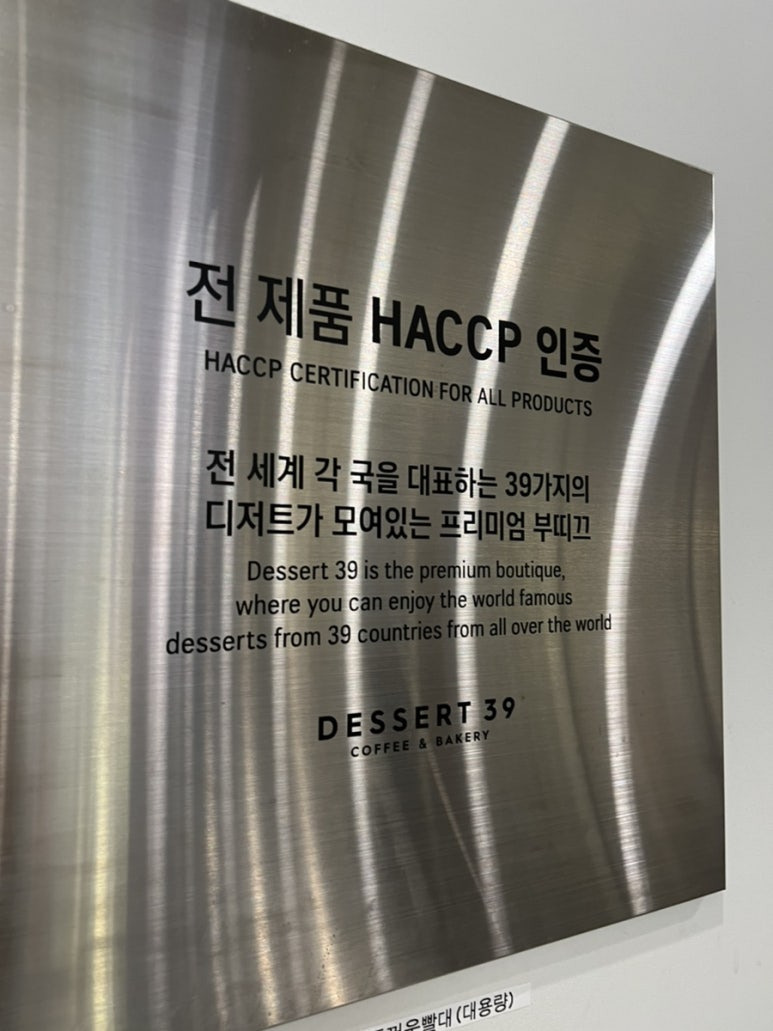 전 제품 HACCP 인증
HACCP CERTIFICATION FOR ALL PRODUCTS
전 세계 각 국을 대표하는 39가지의
디저트가 모여있는 프리미엄 부띠끄
Dessert 39 is the premium boutique,
where you can enjoy the world famous
desserts from 39 countries from all over the world
DESSERT 39
COFFEE & BAKERY
(대용량)